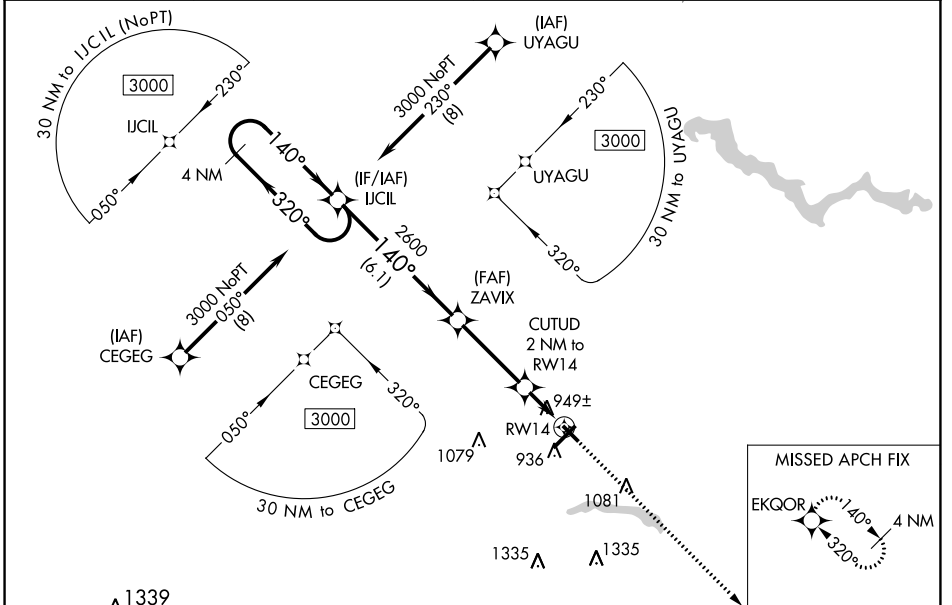 30 NM to IJCIL (NoPT)
3000
230°
IJCIL
050°
4 NM
140°
320°
(IAF)
UYAGU
3000 NoPT
230°
(8)
(IF/IAF)
IJCIL
230°
3000
UYAGU
320°
30 NM to UYAGU
2600
140°
(6.1)
(FAF)
ZAVIX
3000 NoPT
050°
(8)
(IAF)
CEGEG
CUTUD
2 NM to
RW14
CEGEG
050°
320°
3000
30 NM to CEGEG
949±
RW14
1079
936
1081
1335
1335
1339
MISSED APCH FIX
EKQOR
140°
4 NM
320°